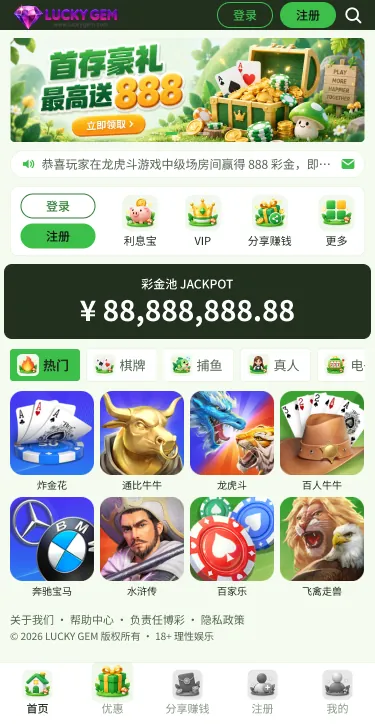 LUCKY GEM
登录
注册
首存豪礼
最高送888
立即领取 >
PLAY
MORE
HAPPIER
TOGETHER
恭喜玩家在龙虎斗游戏中级场房间赢得 888 彩金，即…
登录
注册
利息宝
VIP
分享赚钱
更多
彩金池 JACKPOT
¥ 88,888,888.88
热门
棋牌
捕鱼
真人
电
炸金花
通比牛牛
龙虎斗
百人牛牛
BM
奔驰宝马
水浒传
百家乐
飞禽走兽
关于我们 • 帮助中心 • 负责任博彩 • 隐私政策
© 2026 LUCKY GEM 版权所有 • 18+ 理性娱乐
首页
优惠
分享赚钱
注册
我的